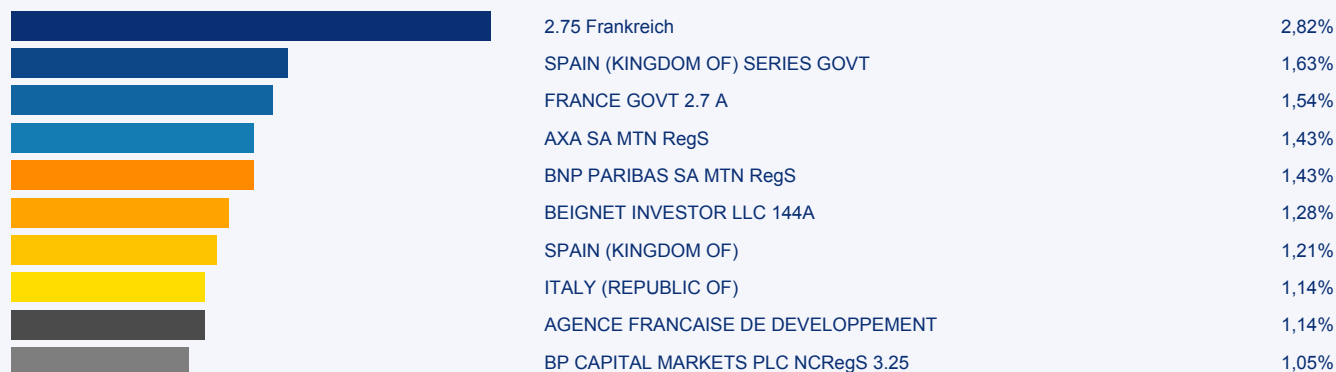 2.75 Frankreich 2,82%
SPAIN (KINGDOM OF) SERIES GOVT 1,63%
FRANCE GOVT 2.7 A 1,54%
AXA SA MTN RegS 1,43%
BNP PARIBAS SA MTN RegS 1,43%
BEIGNET INVESTOR LLC 144A 1,28%
SPAIN (KINGDOM OF) 1,21%
ITALY (REPUBLIC OF) 1,14%
AGENCE FRANCAISE DE DEVELOPPEMENT 1,14%
BP CAPITAL MARKETS PLC NCRegS 3.25 1,05%